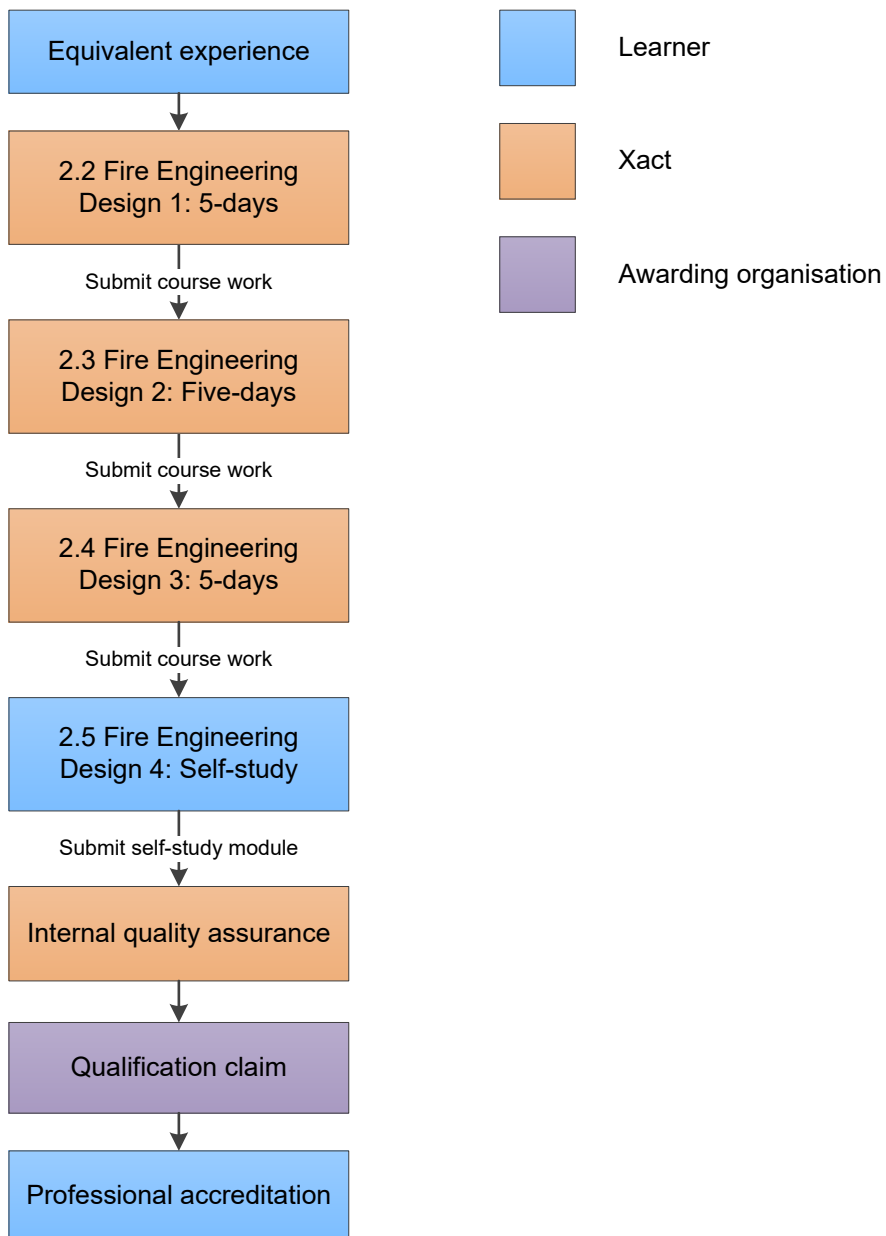 Equivalent experience
2.2 Fire Engineering
Design 1: 5-days
Submit course work
2.3 Fire Engineering
Design 2: Five-days
Submit course work
2.4 Fire Engineering
Design 3: 5-days
Submit course work
2.5 Fire Engineering
Design 4: Self-study
Submit self-study module
Internal quality assurance
Qualification claim
Professional accreditation
Learner
Xact
Awarding organisation